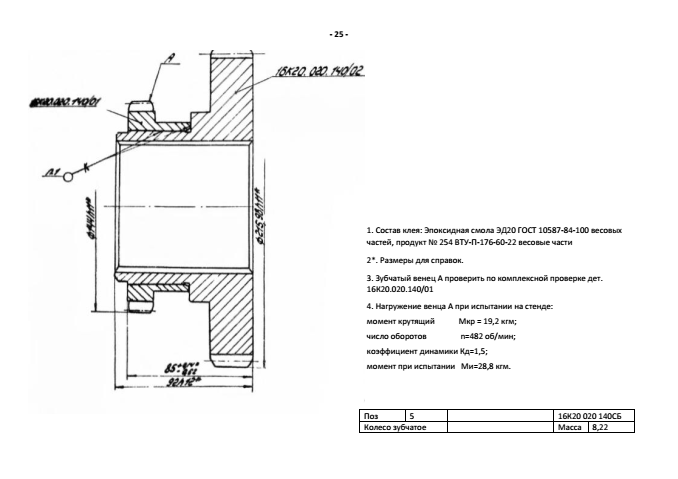 - 25 -
А
16К20. 020. 140/02
020. 140/01
85
92h12*
1. Состав клея: Эпоксидная смола ЭД20 ГОСТ 10587-84-100 весовых
частей, продукт № 254 ВТУ-П-176-60-22 весовые части
2*. Размеры для справок.
3. Зубчатый венец А проверить по комплексной проверке дет.
16К20.020.140/01
4. Нагружение венца А при испытании на стенде:
момент крутящий Мкр = 19,2 кгм;
число оборотов n=482 об/мин;
коэффициент динамики Кд=1,5;
момент при испытании Ми=28,8 кгм.
Поз 5 16К20 020 140СБ
Колесо зубчатое Масса 8,22